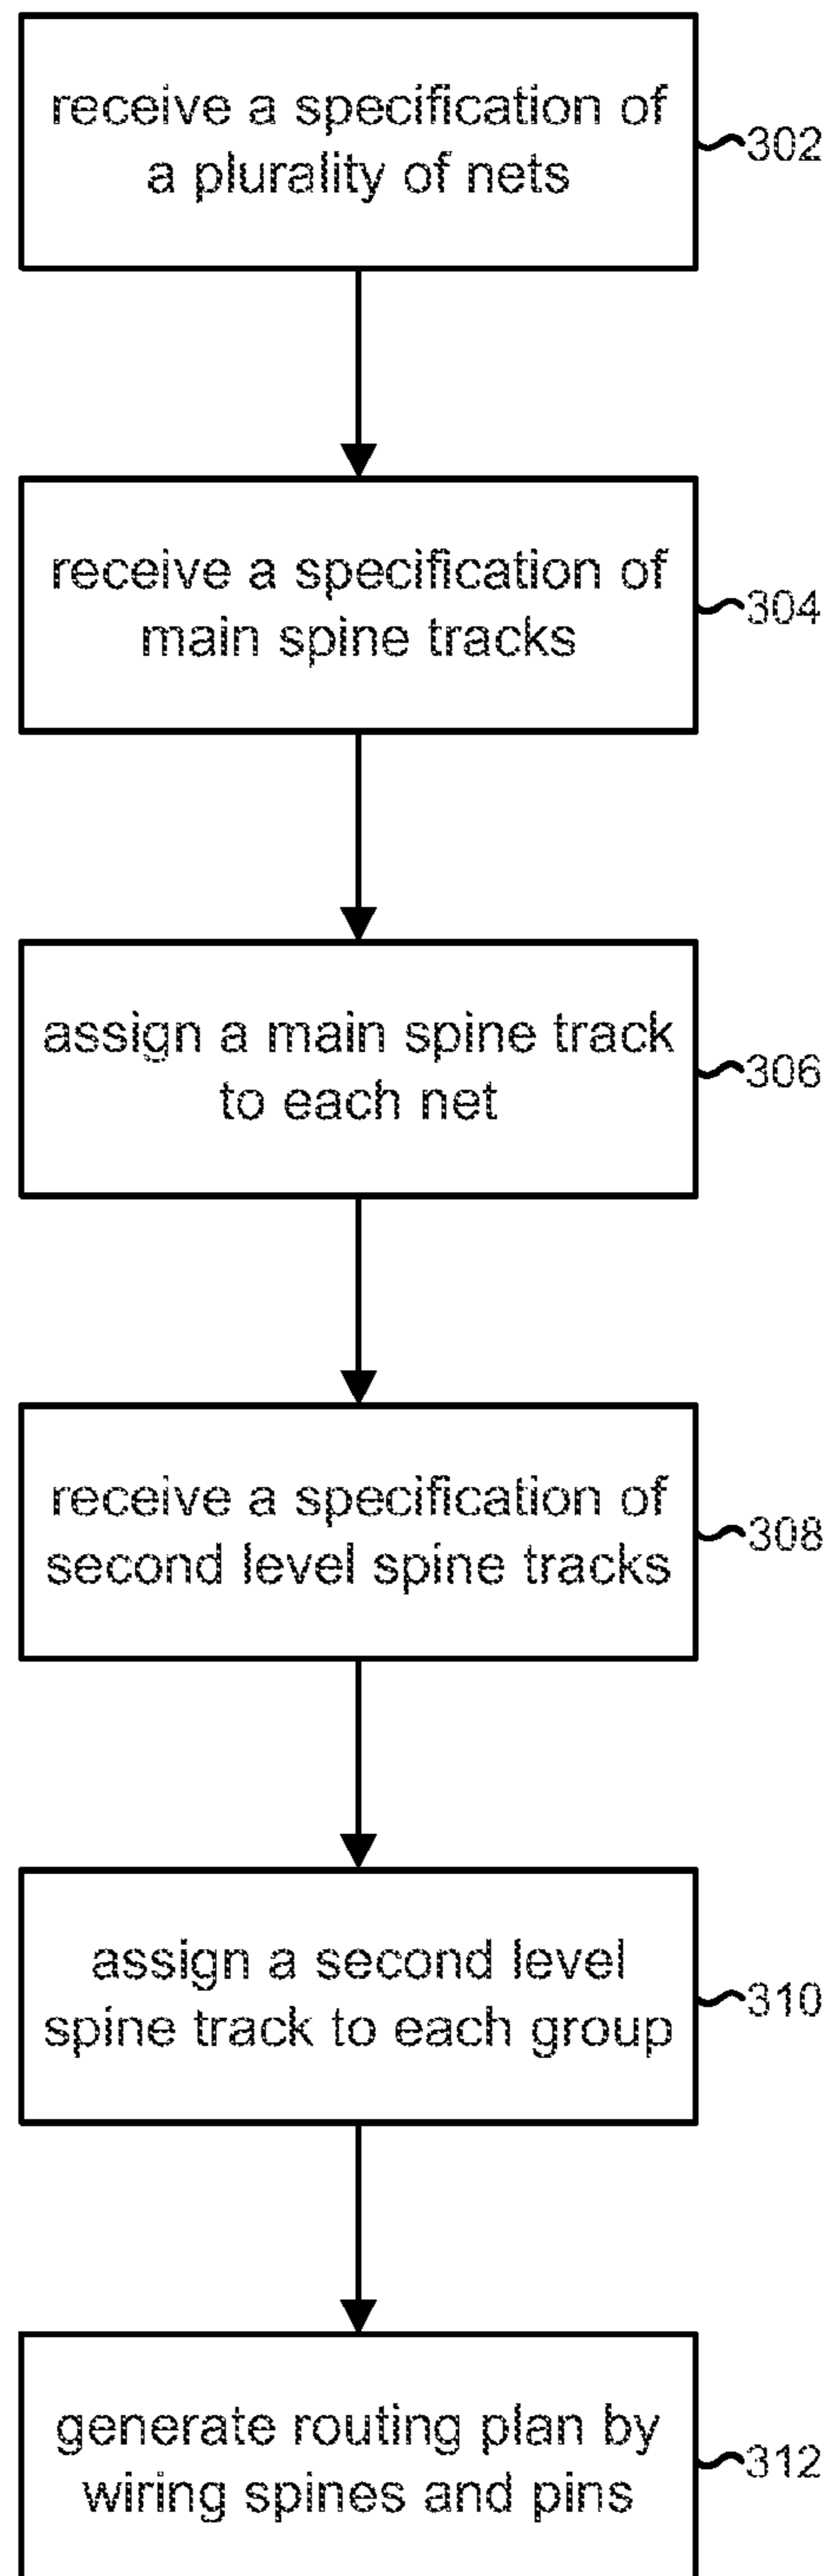 receive a specification of
a plurality of nets
302
receive a specification of
main spine tracks
304
assign a main spine track
to each net
306
receive a specification of
second level spine tracks
308
assign a second level
spine track to each group
310
generate routing plan by
wiring spines and pins
312